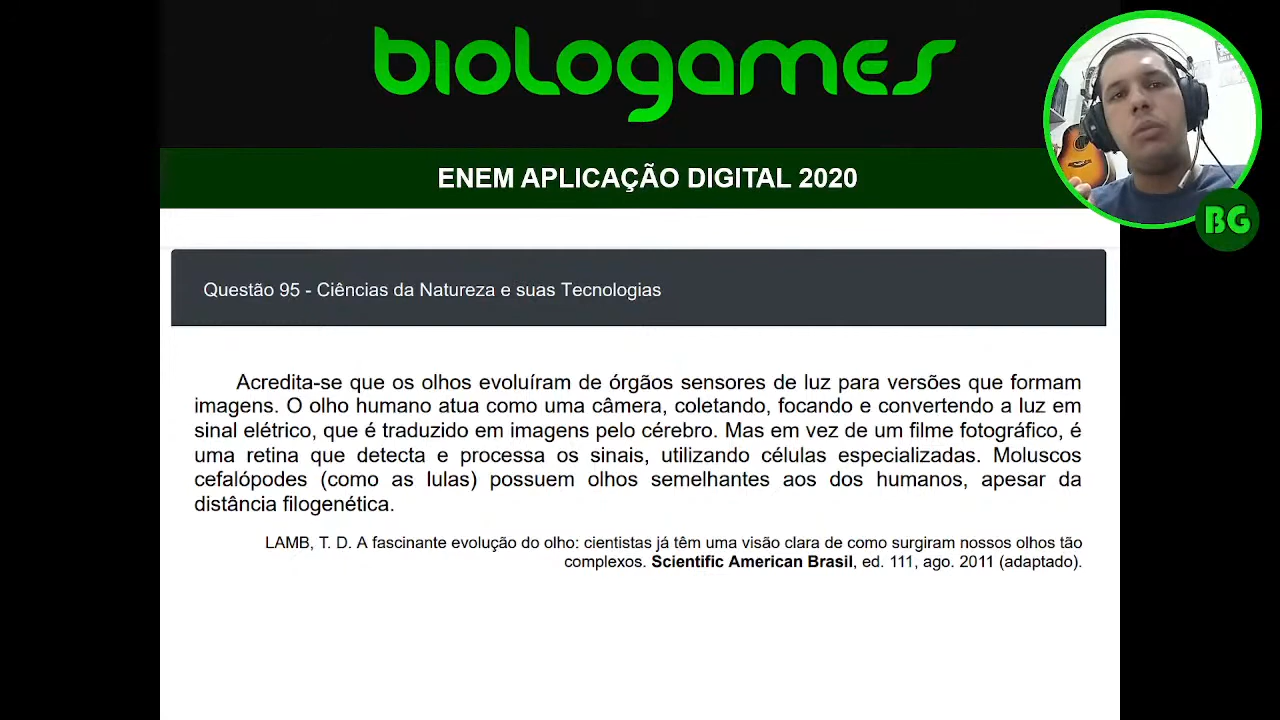 biologames
ENEM APLICAÇÃO DIGITAL 2020
BG
Questão 95 - Ciências da Natureza e suas Tecnologias
Acredita-se que os olhos evoluíram de órgãos sensores de luz para versões que formam
imagens. O olho humano atua como uma câmera, coletando, focando e convertendo a luz em
sinal elétrico, que é traduzido em imagens pelo cérebro. Mas em vez de um filme fotográfico, é
uma retina que detecta e processa os sinais, utilizando células especializadas. Moluscos
cefalópodes (como as lulas) possuem olhos semelhantes aos dos humanos, apesar da
distância filogenética.
LAMB, T. D. A fascinante evolução do olho: cientistas já têm uma visão clara de como surgiram nossos olhos tão
complexos. Scientific American Brasil, ed. 111, ago. 2011 (adaptado).